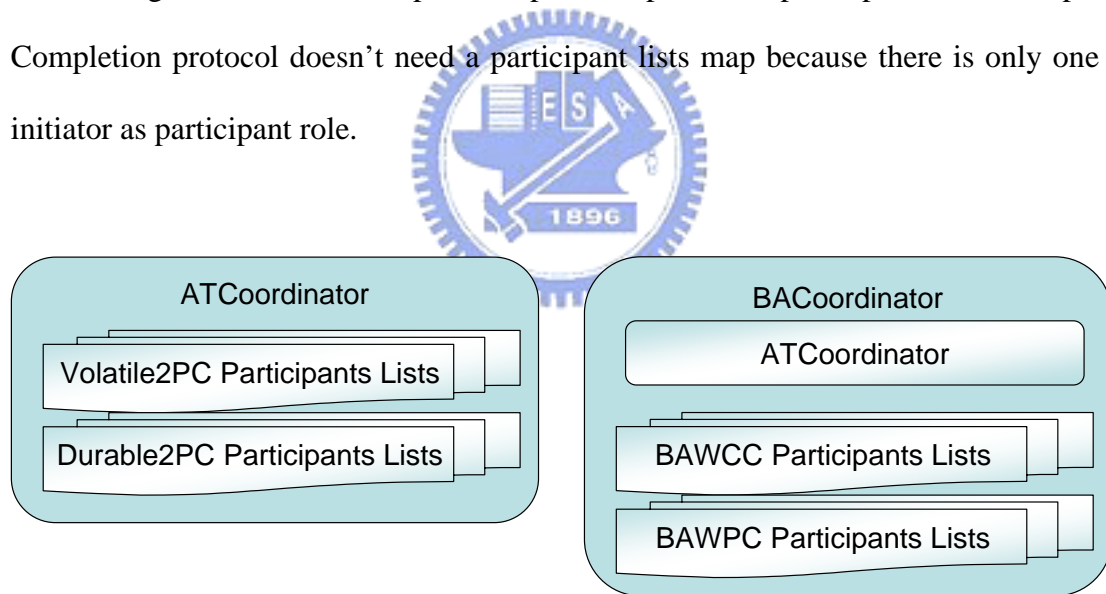 Completion protocol doesn’t need a participant lists map because there is only one
initiator as participant role.
E S A
1896
ATCoordinator
Volatile2PC Participants Lists
Durable2PC Participants Lists
BACoordinator
ATCoordinator
BAWCC Participants Lists
BAWPC Participants Lists